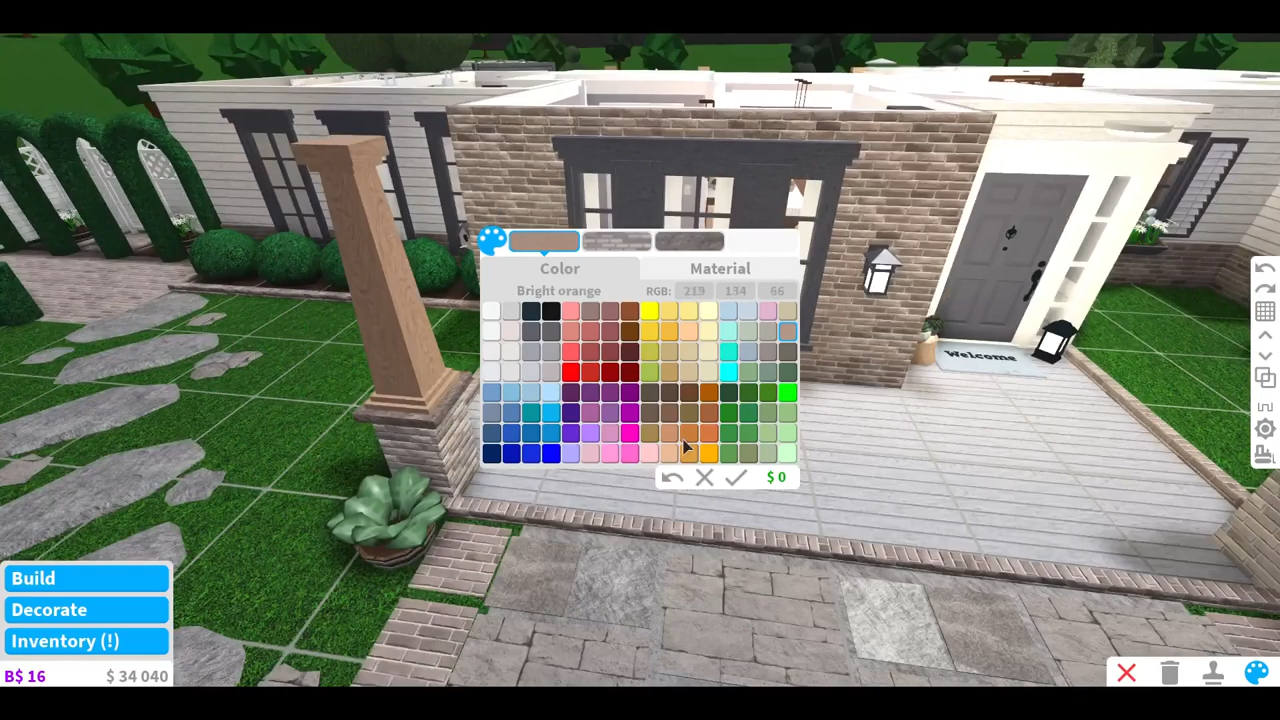 Color
Material
Bright orange
RGB:
219
134
66
Welcome
$ 0
Build
Decorate
Inventory (!)
B$ 16
$ 34 040